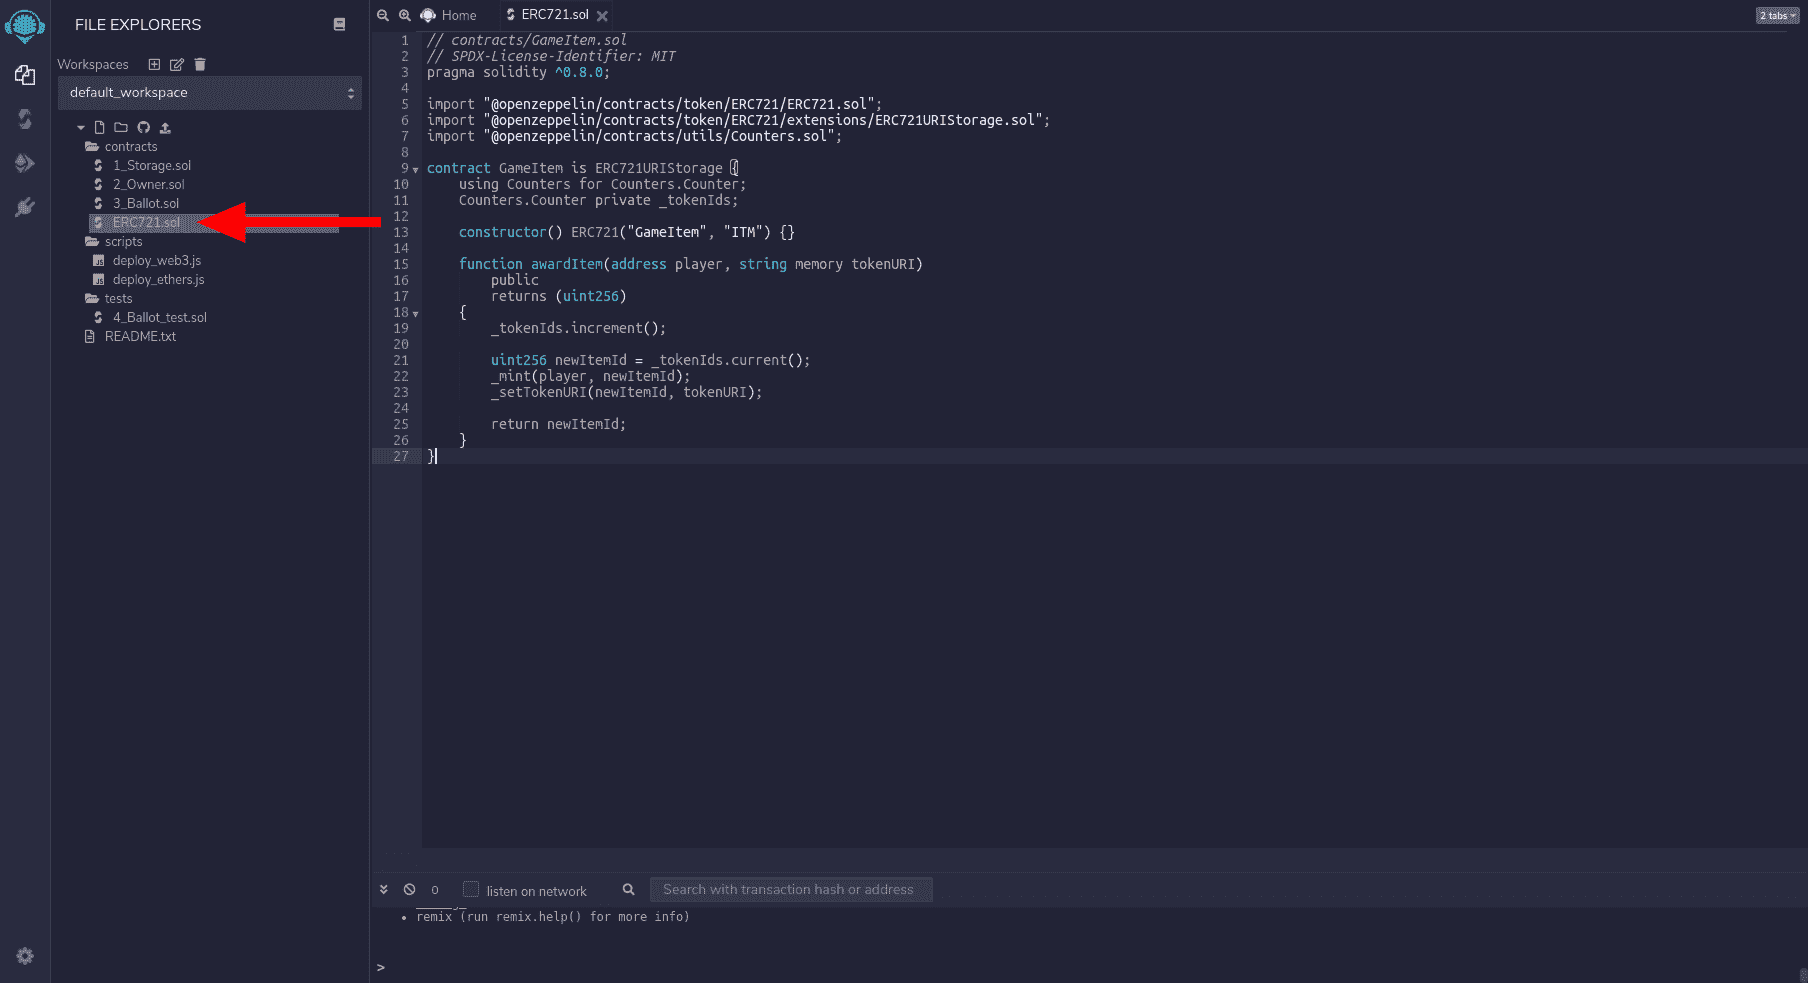 FILE EXPLORERS
Workspaces
default_workspace
contracts
1_Storage.sol
2_Owner.sol
3_Ballot.sol
ERC721.sol
scripts
deploy_web3.js
deploy_ethers.js
tests
4_Ballot_test.sol
README.txt
Home
ERC721.sol
2 tabs
1 // contracts/GameItem.sol
2 // SPDX-License-Identifier: MIT
3 pragma solidity ^0.8.0;
4
5 import "@openzeppelin/contracts/token/ERC721/ERC721.sol";
6 import "@openzeppelin/contracts/token/ERC721/extensions/ERC721URIStorage.sol";
7 import "@openzeppelin/contracts/utils/Counters.sol";
8
9 contract GameItem is ERC721URIStorage {
10     using Counters for Counters.Counter;
11     Counters.Counter private _tokenIds;
12
13     constructor() ERC721("GameItem", "ITM") {}
14
15     function awardItem(address player, string memory tokenURI)
16         public
17         returns (uint256)
18     {
19         _tokenIds.increment();
20
21         uint256 newItemId = _tokenIds.current();
22         _mint(player, newItemId);
23         _setTokenURI(newItemId, tokenURI);
24
25         return newItemId;
26     }
27 }
0
listen on network
Search with transaction hash or address
• remix (run remix.help() for more info)
>